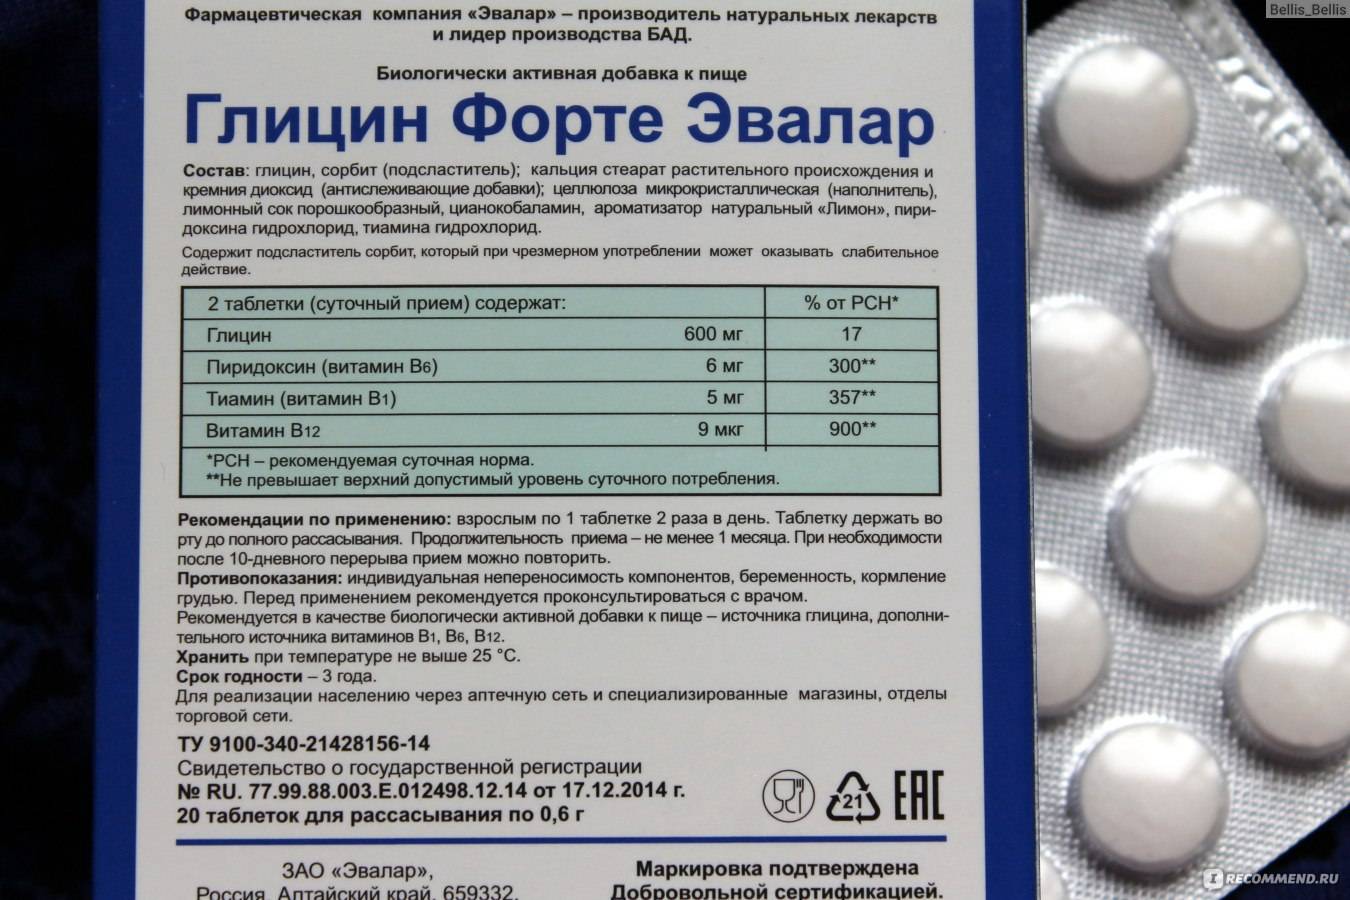 Bellis_Bellis
Фармацевтическая компания «Эвалар» – производитель натуральных лекарств
и лидер производства БАД.
Биологически активная добавка к пище
Глицин Форте Эвалар
Состав: глицин, сорбит (подсластитель); кальция стеарат растительного происхождения и
кремния диоксид (антислеживающие добавки); целлюлоза микрокристаллическая (наполнитель),
лимонный сок порошкообразный, цианокобаламин, ароматизатор натуральный «Лимон», пири-
доксина гидрохлорид, тиамина гидрохлорид.
Содержит подсластитель сорбит, который при чрезмерном употреблении может оказывать слабительное
действие.
2 таблетки (суточный прием) содержат: % от РСН*
Глицин 600 мг 17
Пиридоксин (витамин В6) 6 мг 300**
Тиамин (витамин В1) 5 мг 357**
Витамин В12 9 мкг 900**
*РСН – рекомендуемая суточная норма.
**Не превышает верхний допустимый уровень суточного потребления.
Рекомендации по применению: взрослым по 1 таблетке 2 раза в день. Таблетку держать во
рту до полного рассасывания. Продолжительность приема – не менее 1 месяца. При необходимости
после 10-дневного перерыва прием можно повторить.
Противопоказания: индивидуальная непереносимость компонентов, беременность, кормление
грудью. Перед применением рекомендуется проконсультироваться с врачом.
Рекомендуется в качестве биологически активной добавки к пище – источника глицина, дополни-
тельного источника витаминов В1, В6, В12.
Хранить при температуре не выше 25 °С.
Срок годности – 3 года.
Для реализации населению через аптечную сеть и специализированные магазины, отделы
торговой сети.
ТУ 9100-340-21428156-14
Свидетельство о государственной регистрации
№ RU. 77.99.88.003.Е.012498.12.14 от 17.12.2014 г.
20 таблеток для рассасывания по 0,6 г
21
EAC
ЗАО «Эвалар»,
Россия, Алтайский край, 659332,
Маркировка подтверждена
Добровольной сертификацией.
I RECOMMEND.RU